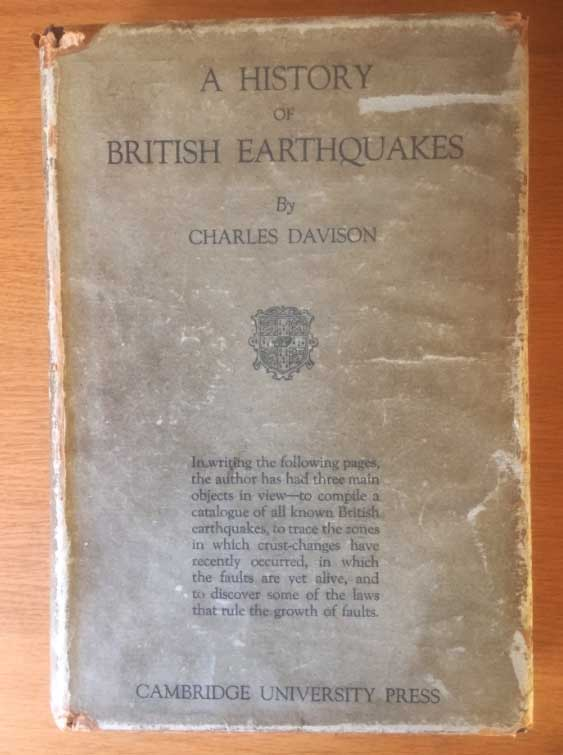 A HISTORY
OF
BRITISH EARTHQUAKES
By
CHARLES DAVISON
In writing the following pages,
the author has had three main
objects in view—to compile a
catalogue of all known British
earthquakes, to trace the zones
in which crust-changes have
recently occurred, in which
the faults are yet alive, and
to discover some of the laws
that rule the growth of faults.
CAMBRIDGE UNIVERSITY PRESS